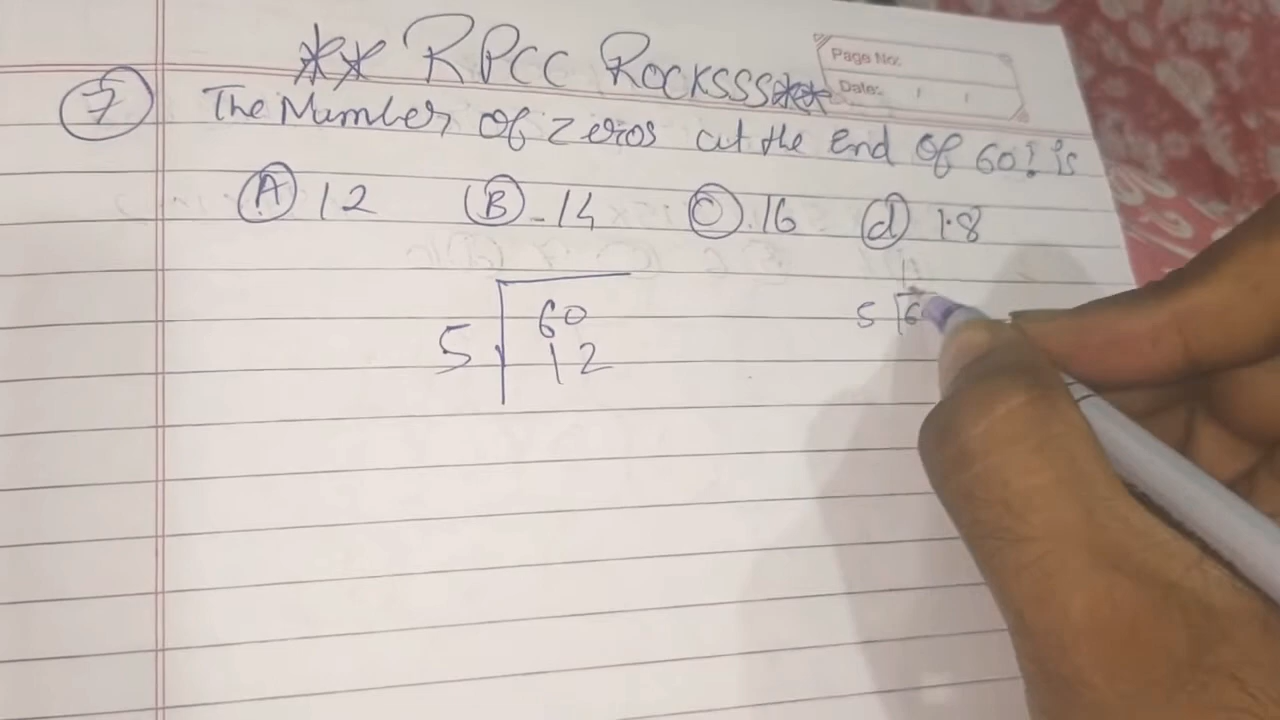 ** RPCC ROCKSSS**
Page No:
Date:
7 The Number of zeros at the end of 60! is
A 12 B 14 C 16 d 18
5 60
12
5 6